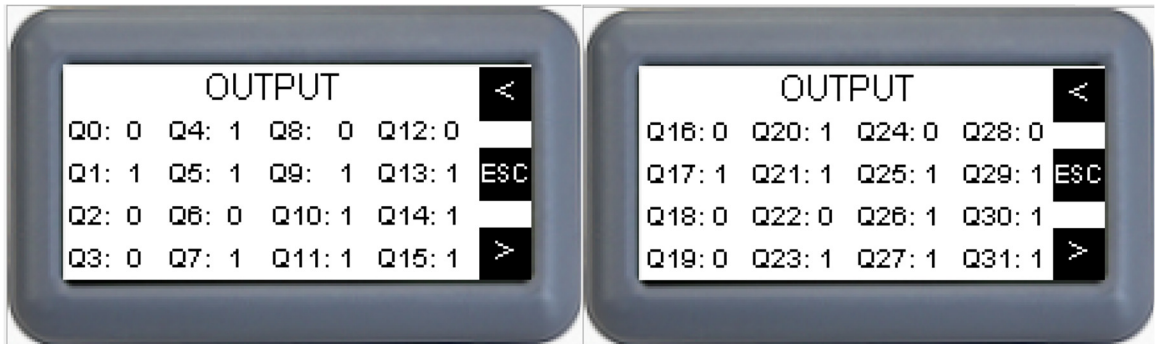 OUTPUT <
Q0: 0 Q4: 1 Q8: 0 Q12: 0
Q1: 1 Q5: 1 Q9: 1 Q13: 1 ESC
Q2: 0 Q6: 0 Q10: 1 Q14: 1
Q3: 0 Q7: 1 Q11: 1 Q15: 1 >
OUTPUT <
Q16: 0 Q20: 1 Q24: 0 Q28: 0
Q17: 1 Q21: 1 Q25: 1 Q29: 1 ESC
Q18: 0 Q22: 0 Q26: 1 Q30: 1
Q19: 0 Q23: 1 Q27: 1 Q31: 1 >